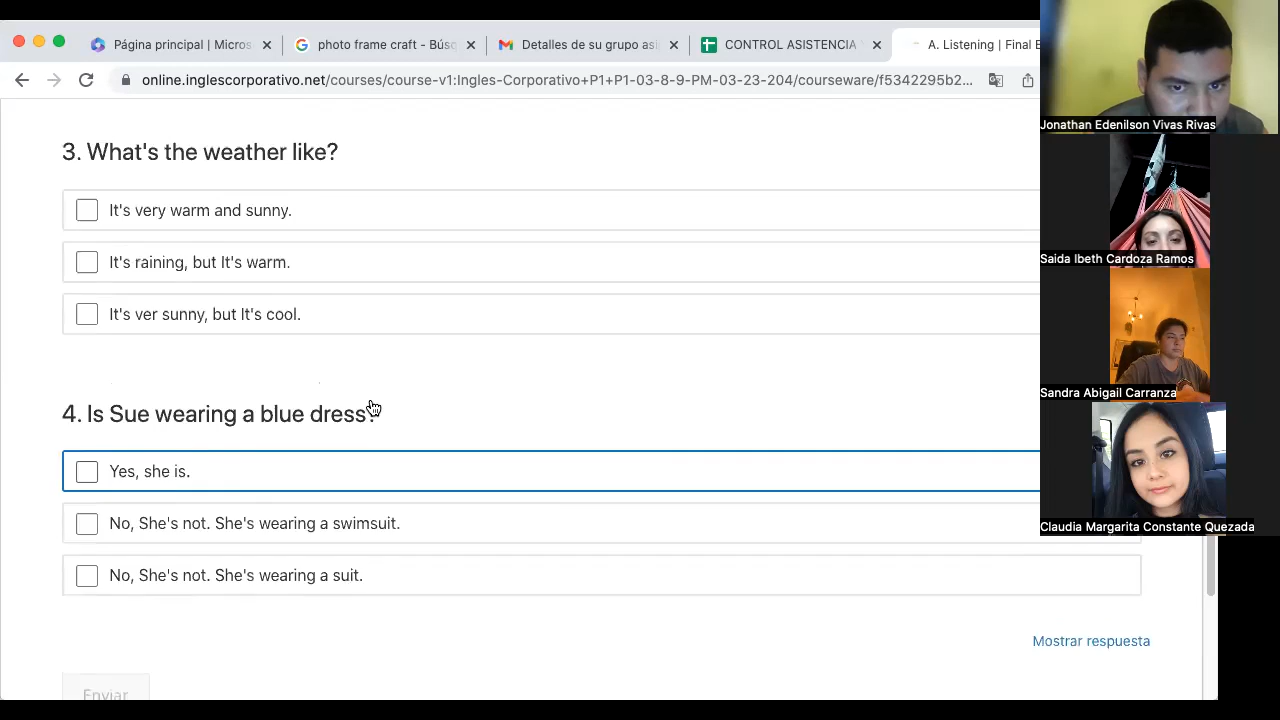 Página principal | Micros
photo frame craft - Búsq
Detalles de su grupo asi
CONTROL ASISTENCIA
A. Listening | Final E
online.inglescorporativo.net/courses/course-v1:Ingles-Corporativo+P1+P1-03-8-9-PM-03-23-204/courseware/f5342295b2...
3. What's the weather like?
It's very warm and sunny.
It's raining, but It's warm.
It's ver sunny, but It's cool.
4. Is Sue wearing a blue dress?
Yes, she is.
No, She's not. She's wearing a swimsuit.
No, She's not. She's wearing a suit.
Mostrar respuesta
Enviar
Jonathan Edenilson Vivas Rivas
Saida Ibeth Cardoza Ramos
Sandra Abigail Carranza
Claudia Margarita Constante Quezada